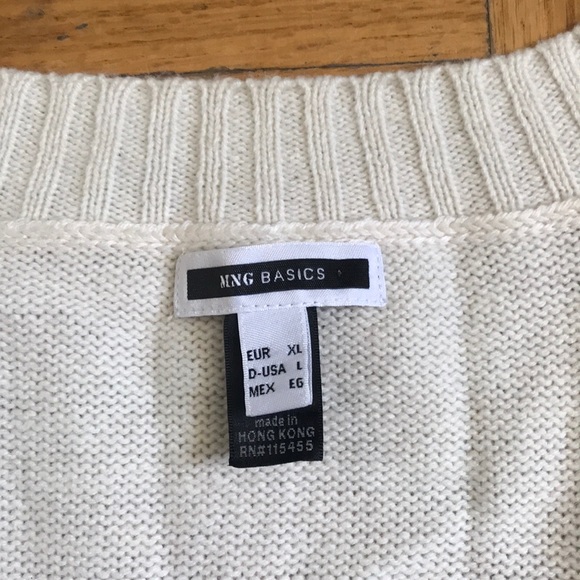 MNG BASICS
EUR XL
D-USA L
MEX EG
made in
HONG KONG
RN#115455